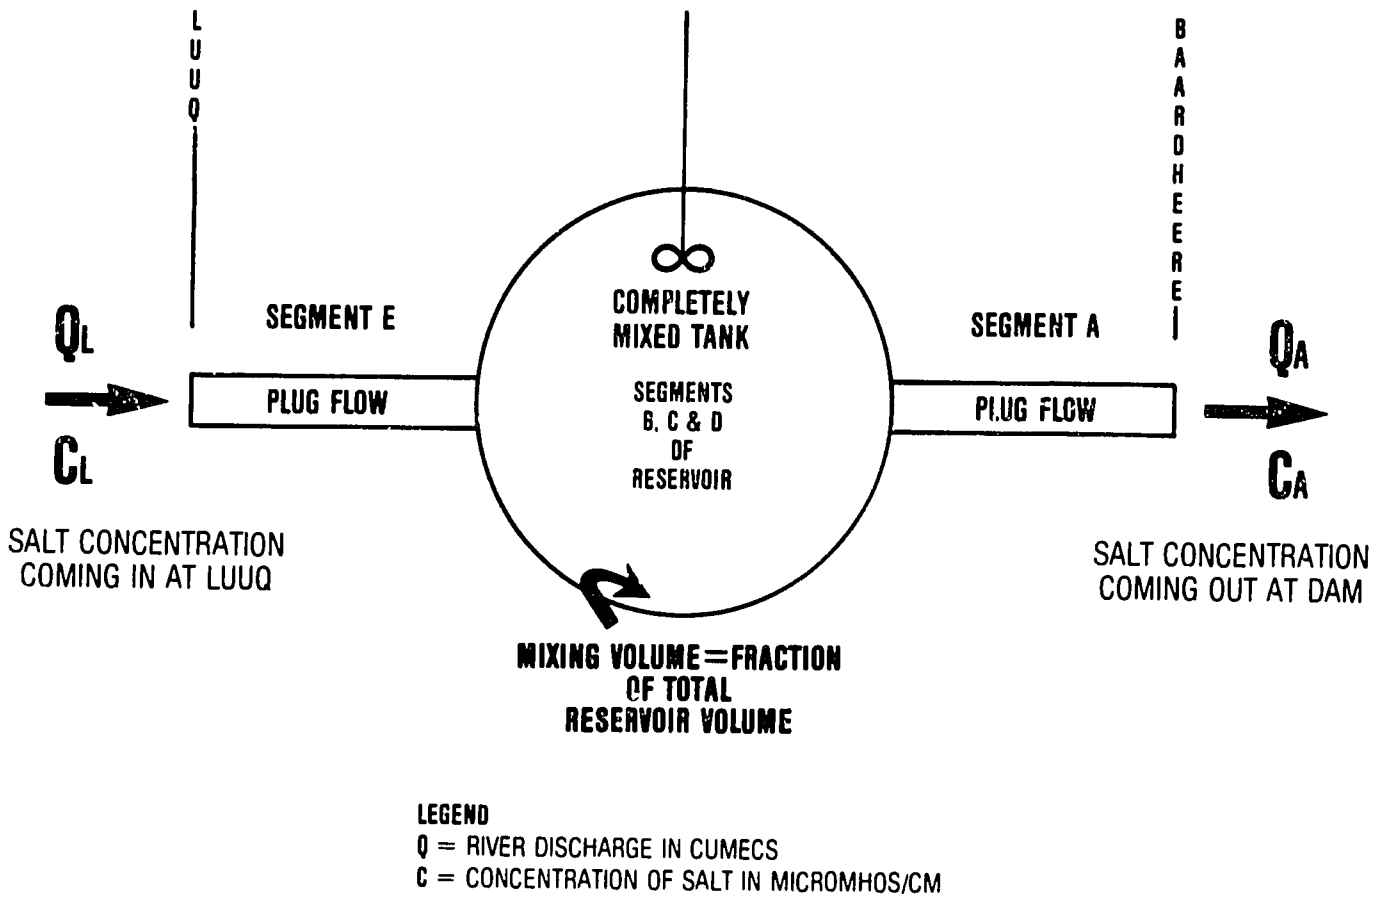 LUUQ
BAARDHEERE
SEGMENT E
COMPLETELY
MIXED TANK
SEGMENT A
QL
QA
PLUG FLOW
SEGMENTS
B, C & D
OF
RESERVOIR
PLUG FLOW
CL
CA
SALT CONCENTRATION
COMING IN AT LUUQ
SALT CONCENTRATION
COMING OUT AT DAM
MIXING VOLUME=FRACTION
OF TOTAL
RESERVOIR VOLUME
LEGEND
Q = RIVER DISCHARGE IN CUMECS
C = CONCENTRATION OF SALT IN MICROMHOS/CM